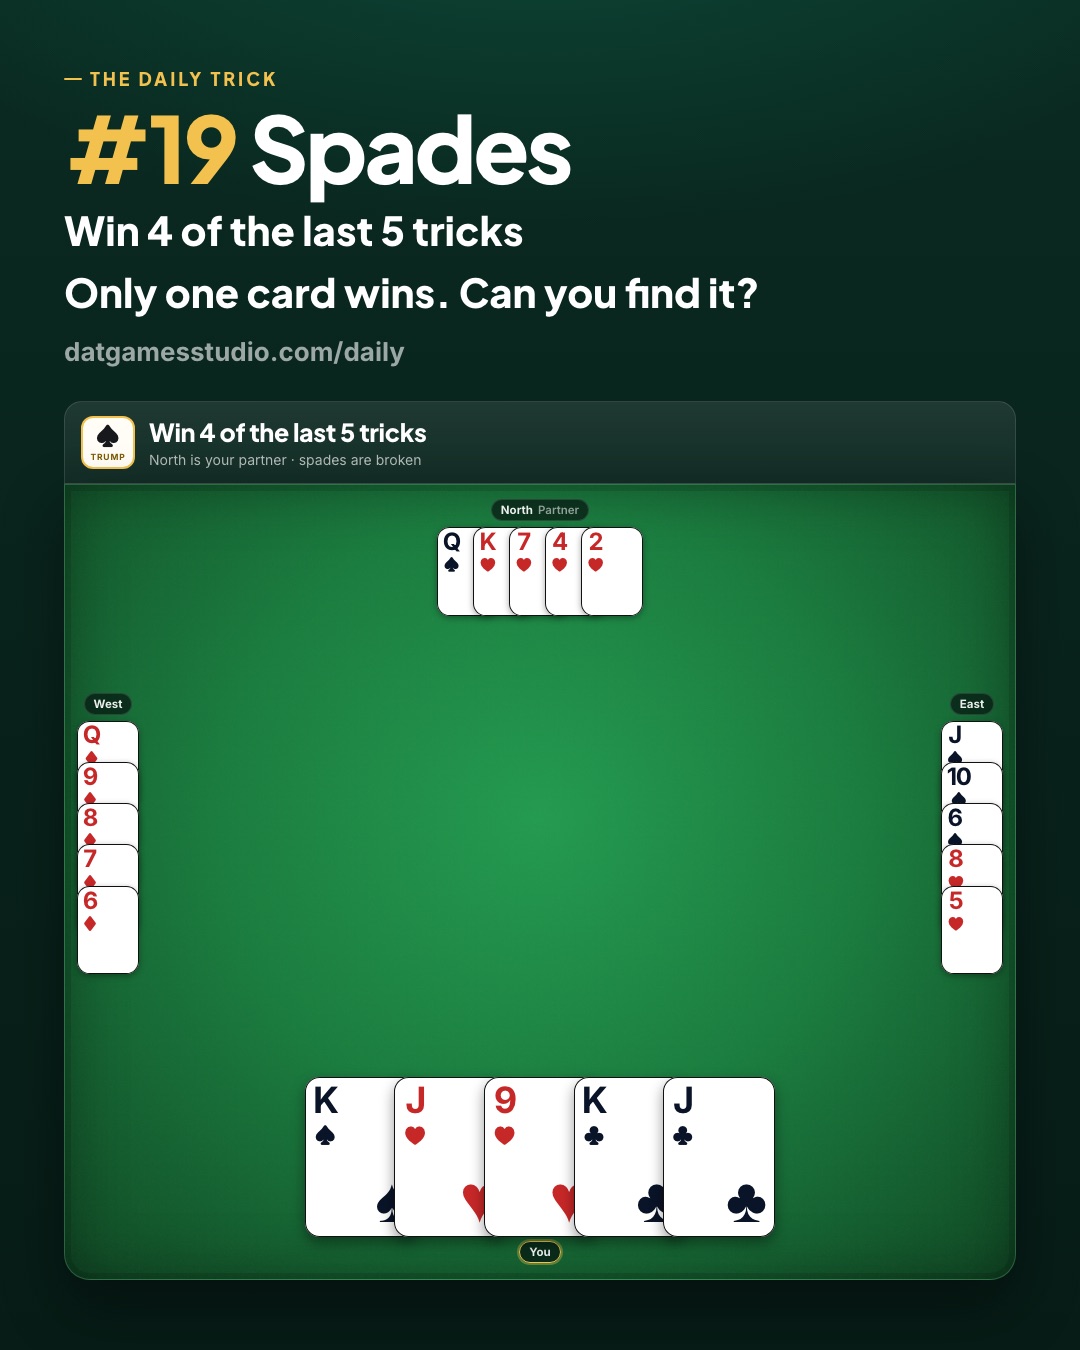 — THE DAILY TRICK
#19 Spades
Win 4 of the last 5 tricks
Only one card wins. Can you find it?
datgamesstudio.com/daily
TRUMP
Win 4 of the last 5 tricks
North is your partner · spades are broken
North Partner
Q K 7 4 2
West
East
Q
9
8
7
6
J
10
6
8
5
K J 9 K J
You